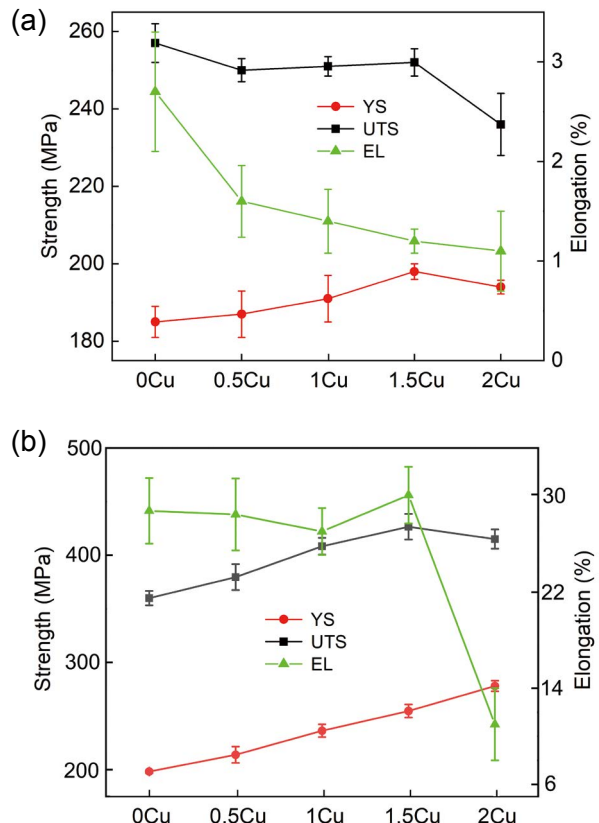 (a)
260
240
220
200
180
Strength (MPa)
YS
UTS
EL
3
2
1
0
Elongation (%)
0Cu 0.5Cu 1Cu 1.5Cu 2Cu
(b)
500
400
300
200
Strength (MPa)
YS
UTS
EL
30
22
14
6
Elongation (%)
0Cu 0.5Cu 1Cu 1.5Cu 2Cu